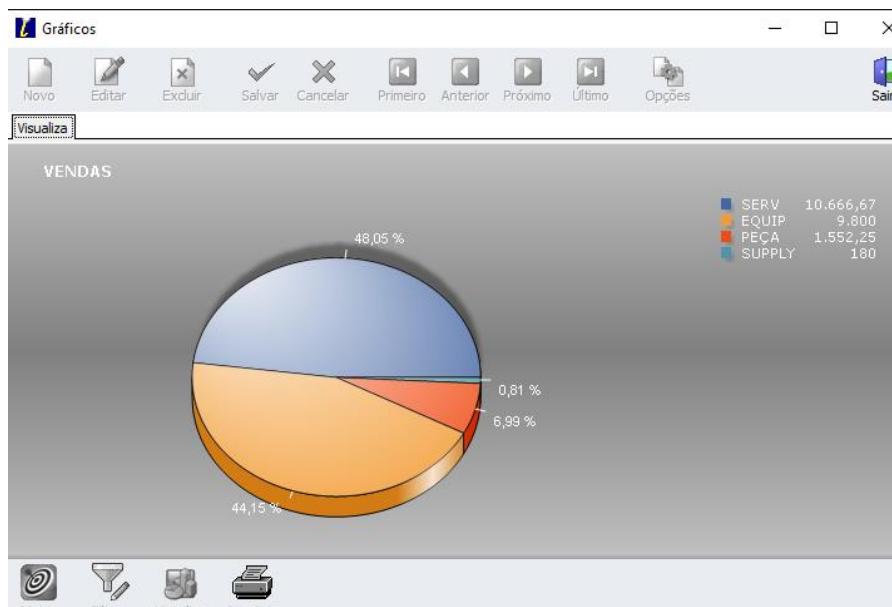 Gráficos
Novo Editar Excluir Salvar Cancelar Primeiro Anterior Próximo Último Opções Sair
Visualiza
VENDAS
SERV 10.666,67
EQUIP 9.800
PEÇA 1.552,25
SUPPLY 180
48,05 %
0,81 %
6,99 %
44,15 %